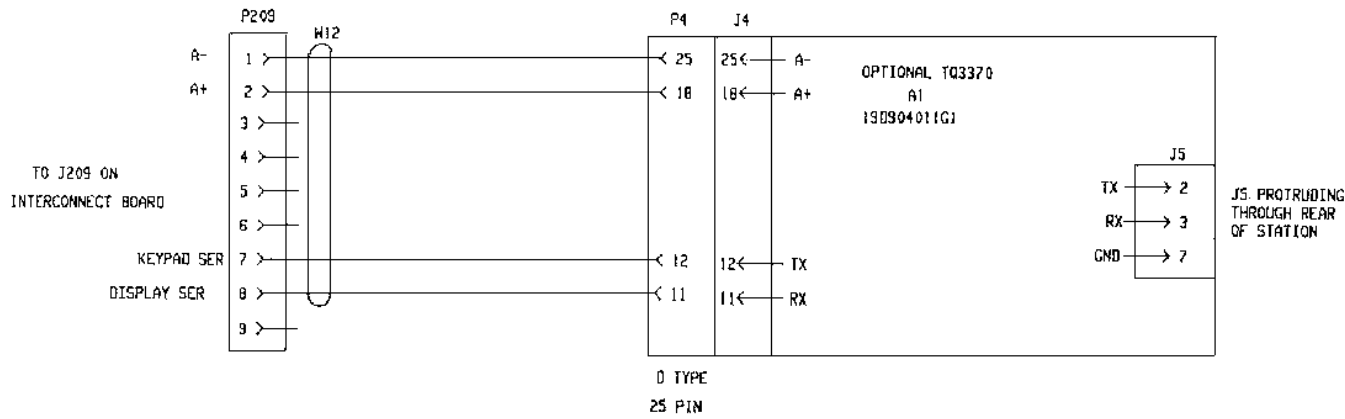 P209
W12
P4 J4
A- 1 25 25 A-
A+ 2 18 18 A+
3
4
5
6
KEYPAD SER 7 12 12 TX
DISPLAY SER 8 11 11 RX
9
TO J209 ON
INTERCONNECT BOARD
OPTIONAL TQ3370
A1
19D904011G1
J5
TX 2
RX 3
GND 7
J5 PROTRUDING
THROUGH REAR
OF STATION
D TYPE
25 PIN